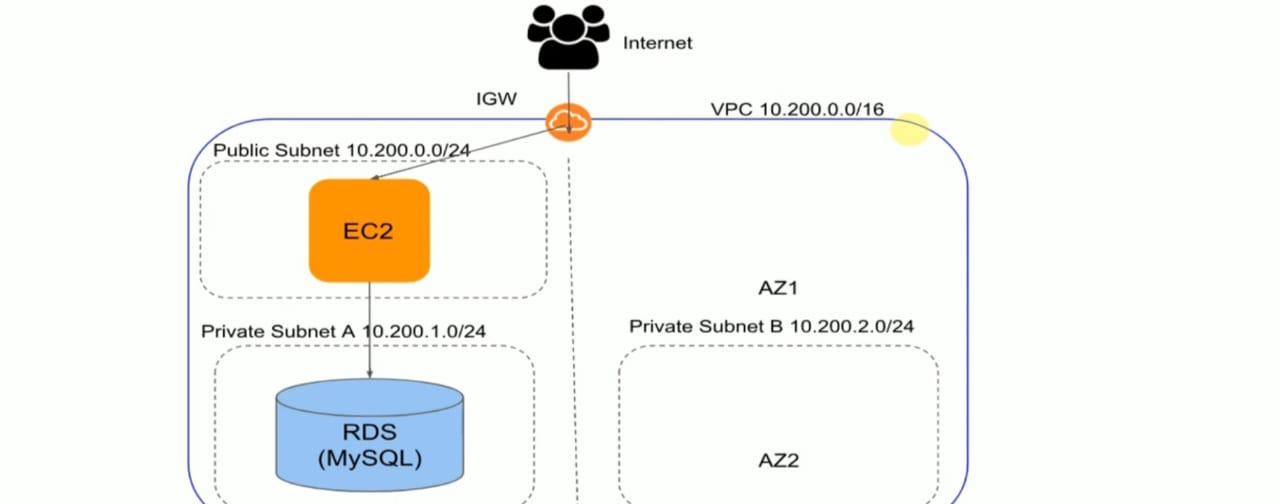 Internet
IGW
VPC 10.200.0.0/16
Public Subnet 10.200.0.0/24
EC2
AZ1
Private Subnet A 10.200.1.0/24
Private Subnet B 10.200.2.0/24
RDS
(MySQL)
AZ2